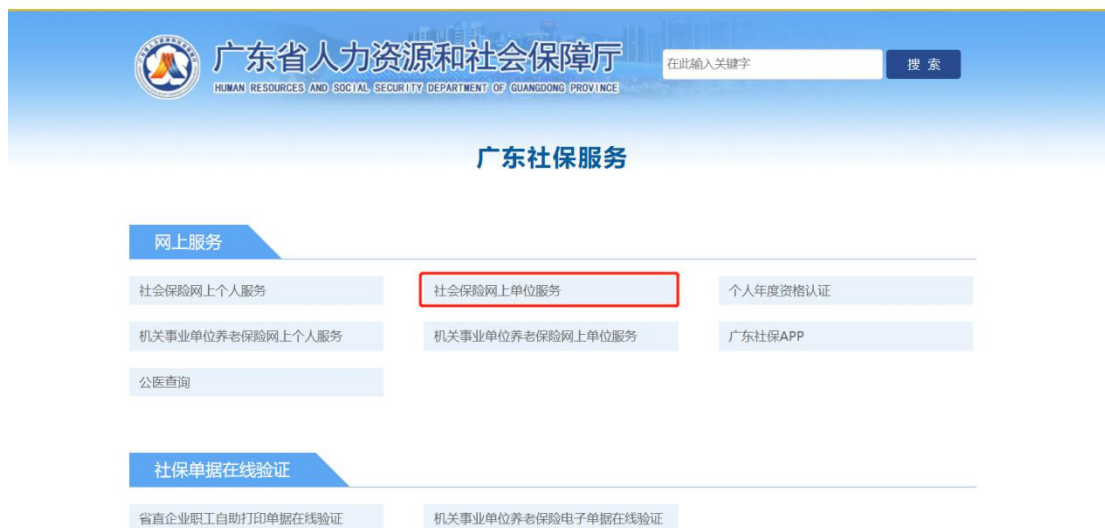 广东省人力资源和社会保障厅
HUMAN RESOURCES AND SOCIAL SECURITY DEPARTMENT OF GUANGDONG PROVINCE
在此输入关键字
搜 索
广东社保服务
网上服务
社会保险网上个人服务
社会保险网上单位服务
个人年度资格认证
机关事业单位养老保险网上个人服务
机关事业单位养老保险网上单位服务
广东社保APP
公医查询
社保单据在线验证
省直企业职工自助打印单据在线验证
机关事业单位养老保险电子单据在线验证